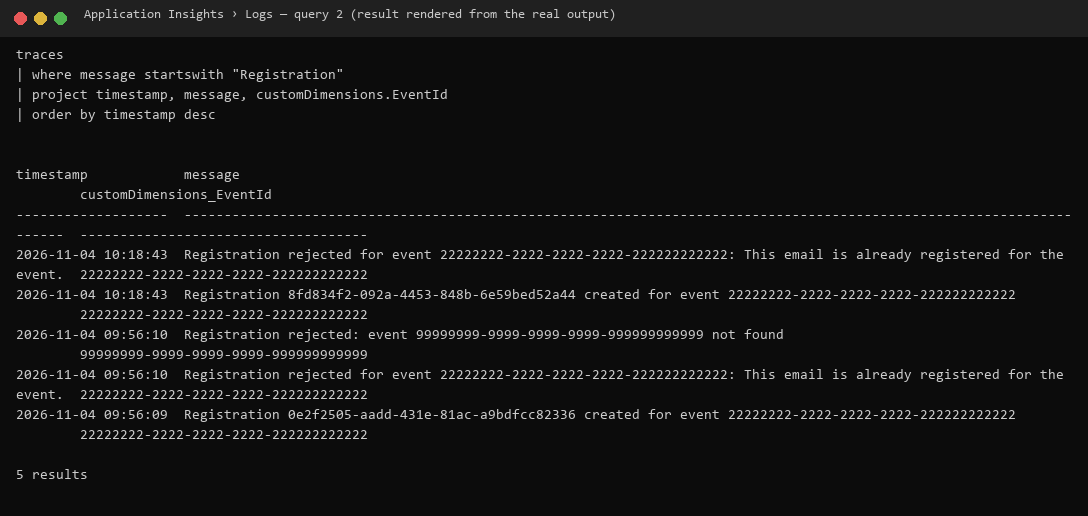 Application Insights › Logs — query 2 (result rendered from the real output)
traces
| where message startswith "Registration"
| project timestamp, message, customDimensions.EventId
| order by timestamp desc
timestamp            message
        customDimensions_EventId
-------------------  ---------------------------------------------------------------------------------------------------------------
------  ------------------------------------
2026-11-04 10:18:43  Registration rejected for event 22222222-2222-2222-2222-222222222222: This email is already registered for the
event.  22222222-2222-2222-2222-222222222222
2026-11-04 10:18:43  Registration 8fd834f2-092a-4453-848b-6e59bed52a44 created for event 22222222-2222-2222-2222-222222222222
        22222222-2222-2222-2222-222222222222
2026-11-04 09:56:10  Registration rejected: event 99999999-9999-9999-9999-999999999999 not found
        99999999-9999-9999-9999-999999999999
2026-11-04 09:56:10  Registration rejected for event 22222222-2222-2222-2222-222222222222: This email is already registered for the
event.  22222222-2222-2222-2222-222222222222
2026-11-04 09:56:09  Registration 0e2f2505-aadd-431e-81ac-a9bdfcc82336 created for event 22222222-2222-2222-2222-222222222222
        22222222-2222-2222-2222-222222222222
5 results